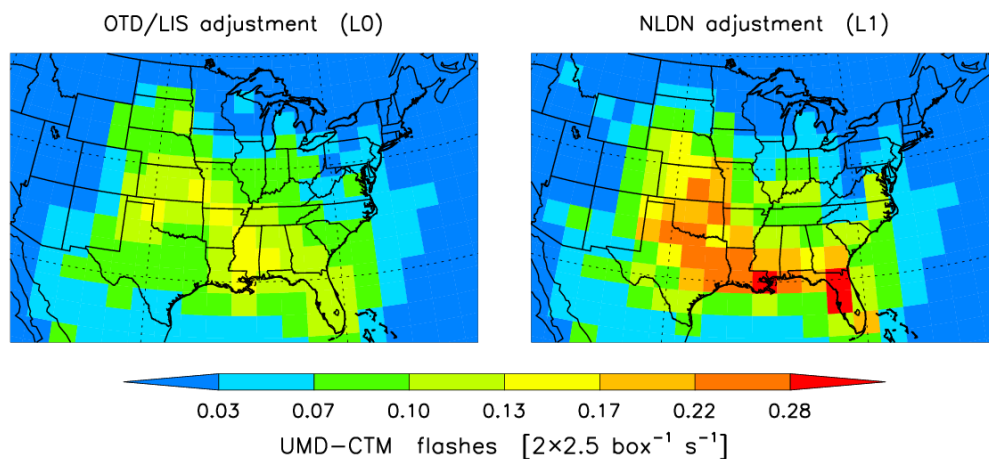 OTD/LIS adjustment (L0)
NLDN adjustment (L1)
0.03 0.07 0.10 0.13 0.17 0.22 0.28
UMD−CTM flashes [2×2.5 box⁻¹ s⁻¹]